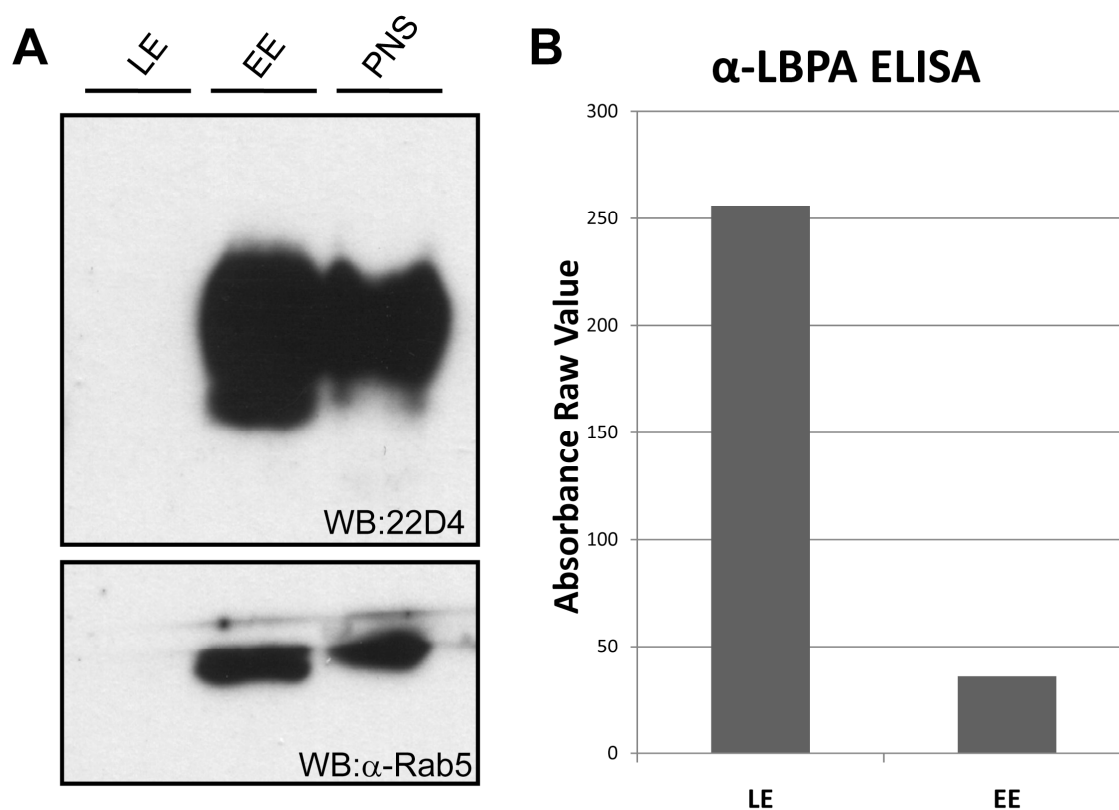 A
LE
EE
PNS
WB:22D4
WB:α-Rab5
B
α-LBPA ELISA
Absorbance Raw Value
300
250
200
150
100
50
0
LE
EE